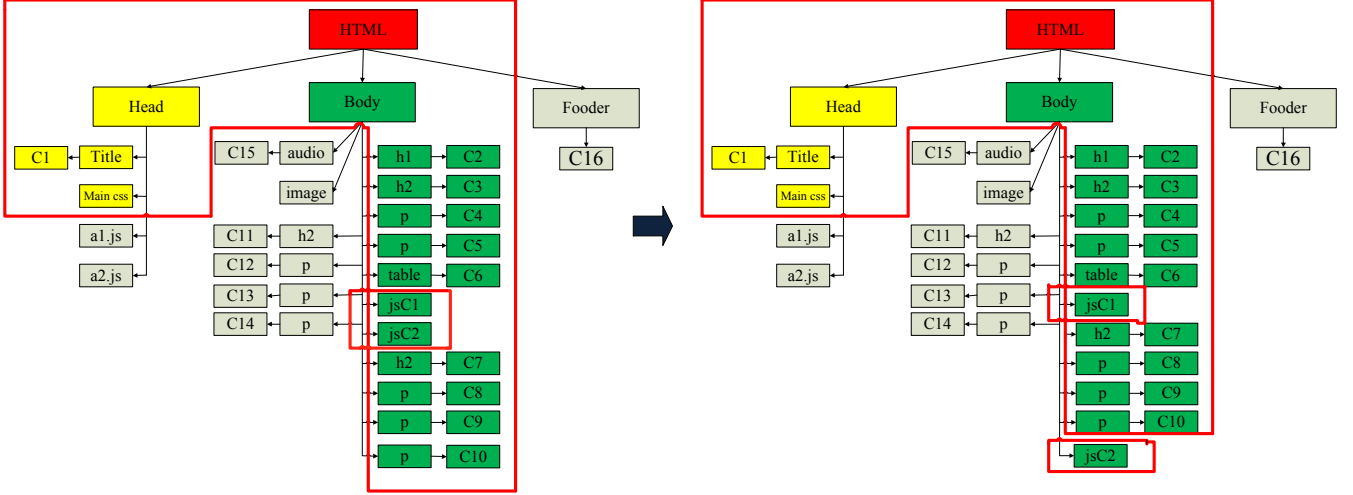 HTML
Head
Body
Fooder
C16
C1
Title
Main css
a1.js
a2.js
C15
audio
image
C11
h2
C12
p
C13
p
C14
p
h1
C2
h2
C3
p
C4
p
C5
table
C6
jsC1
jsC2
h2
C7
p
C8
p
C9
p
C10
HTML
Head
Body
Fooder
C16
C1
Title
Main css
a1.js
a2.js
C15
audio
image
C11
h2
C12
p
C13
p
C14
p
h1
C2
h2
C3
p
C4
p
C5
table
C6
jsC1
h2
C7
p
C8
p
C9
p
C10
jsC2